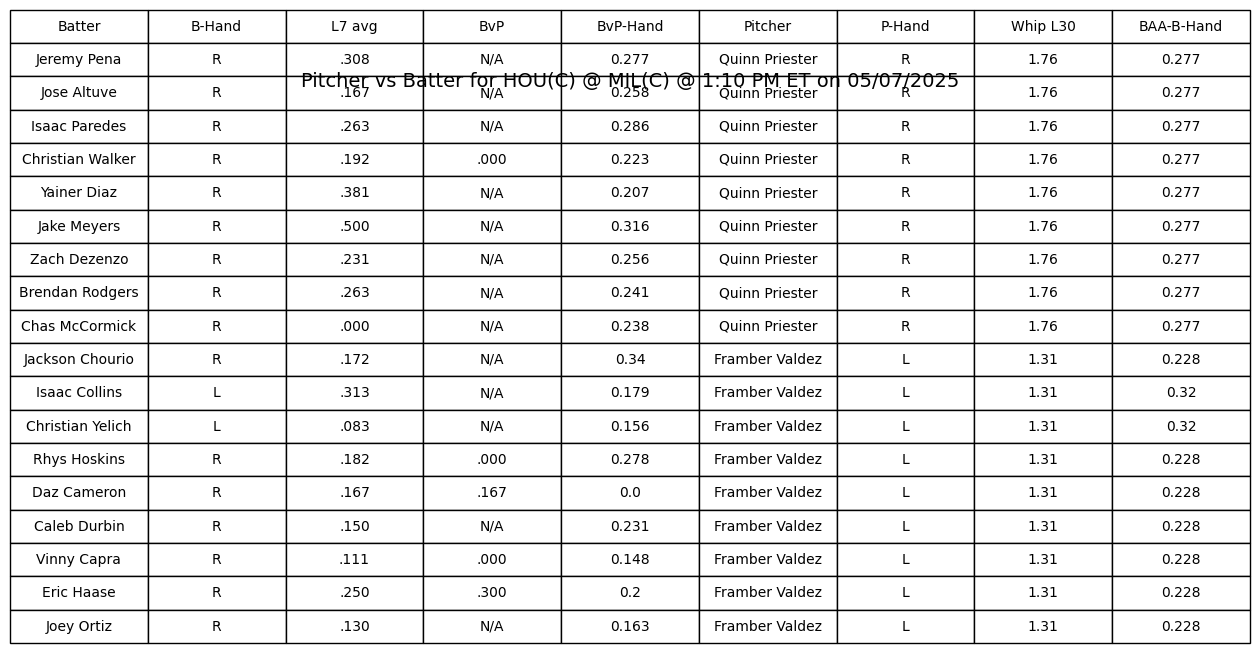 Batter B-Hand L7 avg BvP BvP-Hand Pitcher P-Hand Whip L30 BAA-B-Hand
Jeremy Pena R .308 N/A 0.277 Quinn Priester R 1.76 0.277
Pitcher vs Batter for HOU(C) @ MIL(C) @ 1:10 PM ET on 05/07/2025
Jose Altuve R .167 N/A 0.258 Quinn Priester R 1.76 0.277
Isaac Paredes R .263 N/A 0.286 Quinn Priester R 1.76 0.277
Christian Walker R .192 .000 0.223 Quinn Priester R 1.76 0.277
Yainer Diaz R .381 N/A 0.207 Quinn Priester R 1.76 0.277
Jake Meyers R .500 N/A 0.316 Quinn Priester R 1.76 0.277
Zach Dezenzo R .231 N/A 0.256 Quinn Priester R 1.76 0.277
Brendan Rodgers R .263 N/A 0.241 Quinn Priester R 1.76 0.277
Chas McCormick R .000 N/A 0.238 Quinn Priester R 1.76 0.277
Jackson Chourio R .172 N/A 0.34 Framber Valdez L 1.31 0.228
Isaac Collins L .313 N/A 0.179 Framber Valdez L 1.31 0.32
Christian Yelich L .083 N/A 0.156 Framber Valdez L 1.31 0.32
Rhys Hoskins R .182 .000 0.278 Framber Valdez L 1.31 0.228
Daz Cameron R .167 .167 0.0 Framber Valdez L 1.31 0.228
Caleb Durbin R .150 N/A 0.231 Framber Valdez L 1.31 0.228
Vinny Capra R .111 .000 0.148 Framber Valdez L 1.31 0.228
Eric Haase R .250 .300 0.2 Framber Valdez L 1.31 0.228
Joey Ortiz R .130 N/A 0.163 Framber Valdez L 1.31 0.228